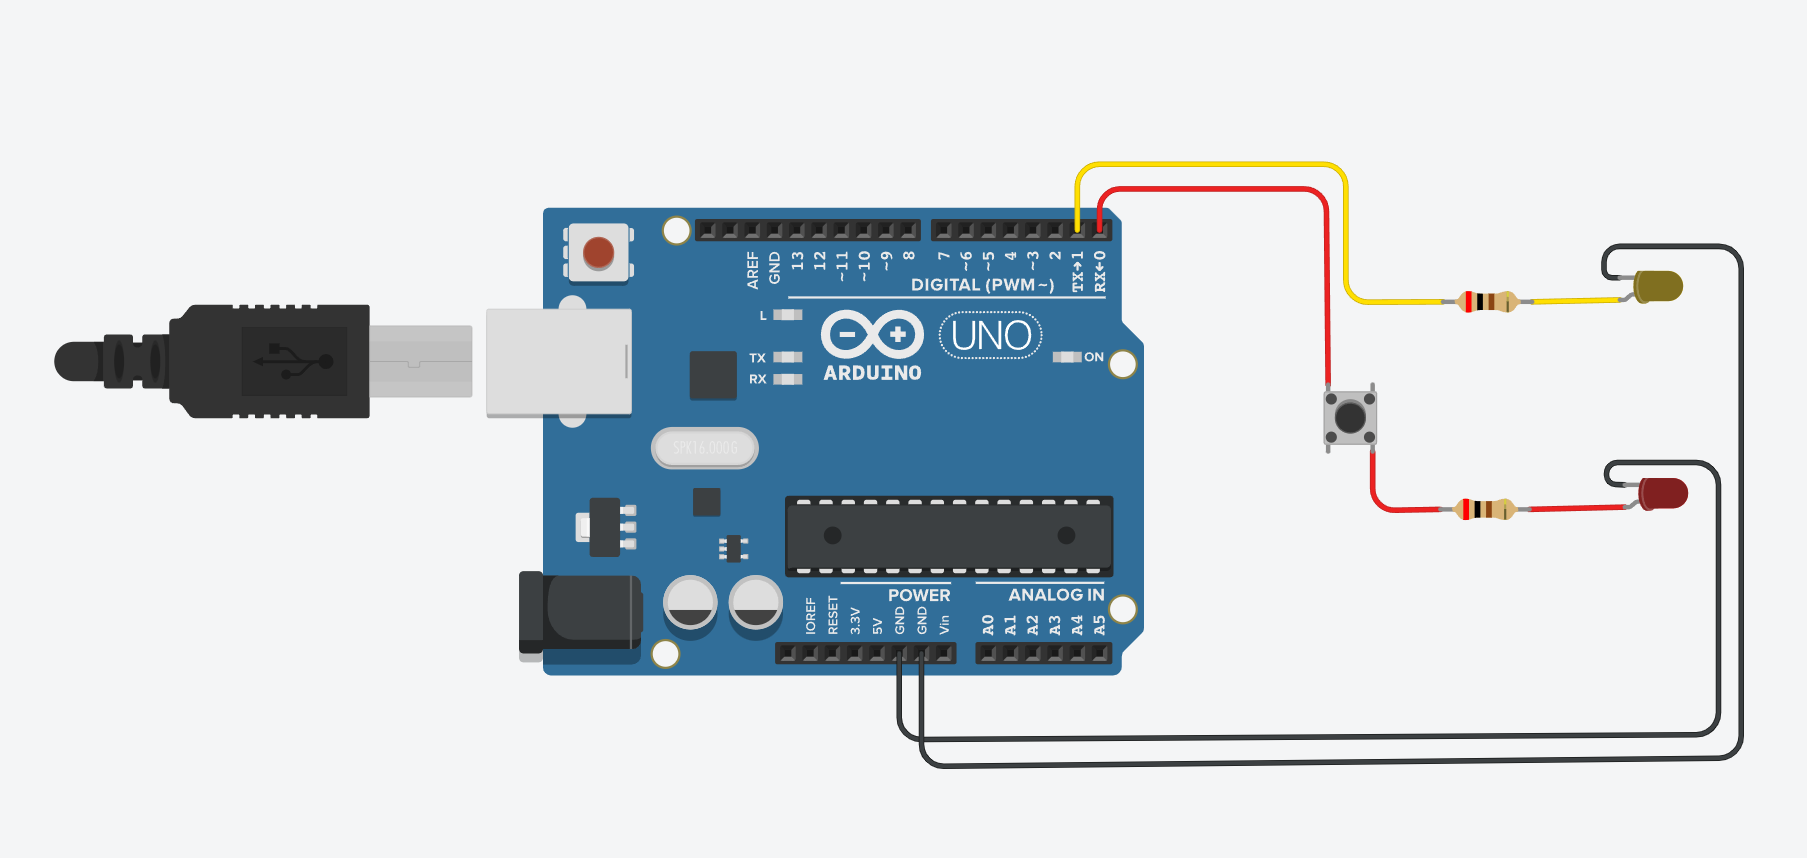 AREF
GND
13
12
~11
~10
~9
8
7
~6
~5
4
~3
2
TX→1
RX←0
DIGITAL (PWM~)
L
TX
RX
UNO
ON
ARDUINO
SPK16.000G
POWER
ANALOG IN
IOREF
RESET
3.3V
5V
GND
GND
Vin
A0
A1
A2
A3
A4
A5